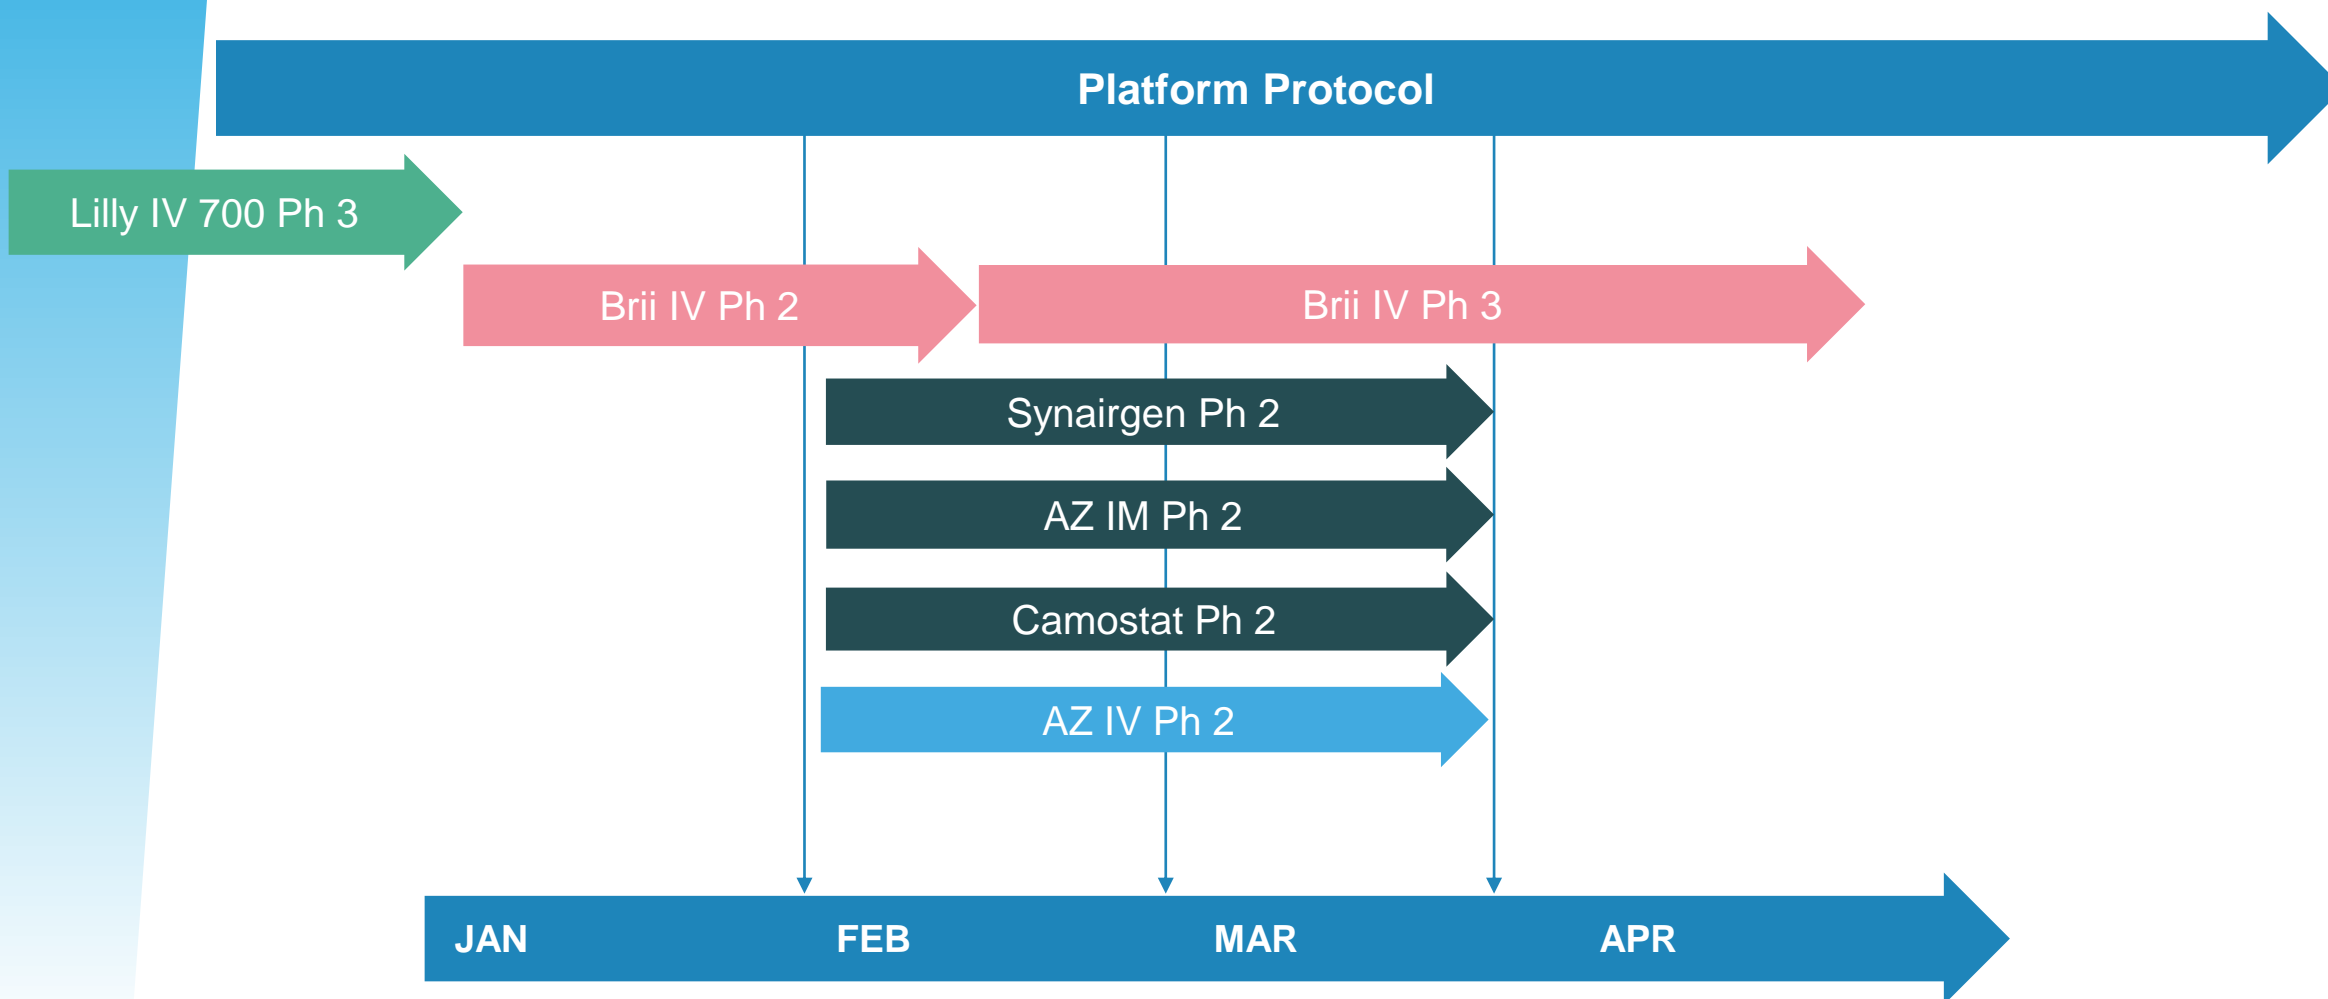 Platform Protocol
Lilly IV 700 Ph 3
Brii IV Ph 2
Brii IV Ph 3
Synairgen Ph 2
AZ IM Ph 2
Camostat Ph 2
AZ IV Ph 2
JAN FEB MAR APR